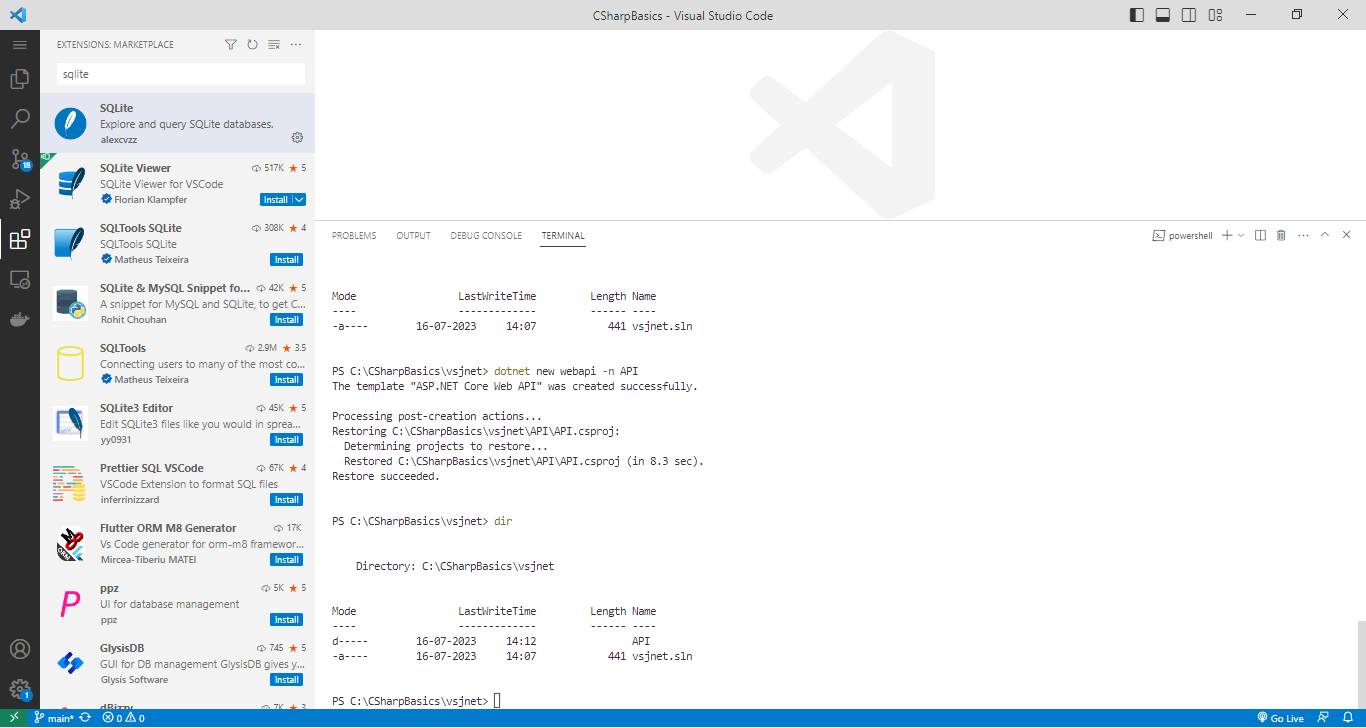 CSharpBasics - Visual Studio Code
EXTENSIONS: MARKETPLACE
sqlite
SQLite
Explore and query SQLite databases.
alexcvzz
SQLite Viewer 517K 5
SQLite Viewer for VSCode
Florian Klampfer Install
SQLTools SQLite 308K 4
SQLTools SQLite
Matheus Teixeira Install
SQLite & MySQL Snippet fo... 42K 5
A snippet for MySQL and SQLite, to get C...
Rohit Chouhan Install
SQLTools 2.9M 3.5
Connecting users to many of the most co...
Matheus Teixeira Install
SQLite3 Editor 45K 5
Edit SQLite3 files like you would in sprea...
yy0931 Install
Prettier SQL VSCode 67K 4
VSCode Extension to format SQL files
inferrinizzard Install
Flutter ORM M8 Generator 17K
Vs Code generator for orm-m8 framewor...
Mircea-Tiberiu MATEI Install
ppz 5K 5
UI for database management
ppz Install
GlysisDB 745 5
GUI for DB management GlysisDB gives y...
Glysis Software Install
dBizzy 7K 3
18
1
ORM
P
PROBLEMS OUTPUT DEBUG CONSOLE TERMINAL powershell
Mode LastWriteTime Length Name
---- ------------- ------ ----
-a---- 16-07-2023 14:07 441 vsjnet.sln
PS C:\CSharpBasics\vsjnet> dotnet new webapi -n API
The template "ASP.NET Core Web API" was created successfully.
Processing post-creation actions...
Restoring C:\CSharpBasics\vsjnet\API\API.csproj:
Determining projects to restore...
Restored C:\CSharpBasics\vsjnet\API\API.csproj (in 8.3 sec).
Restore succeeded.
PS C:\CSharpBasics\vsjnet> dir
Directory: C:\CSharpBasics\vsjnet
Mode LastWriteTime Length Name
---- ------------- ------ ----
d----- 16-07-2023 14:12 API
-a---- 16-07-2023 14:07 441 vsjnet.sln
PS C:\CSharpBasics\vsjnet>
main* 0 0 Go Live